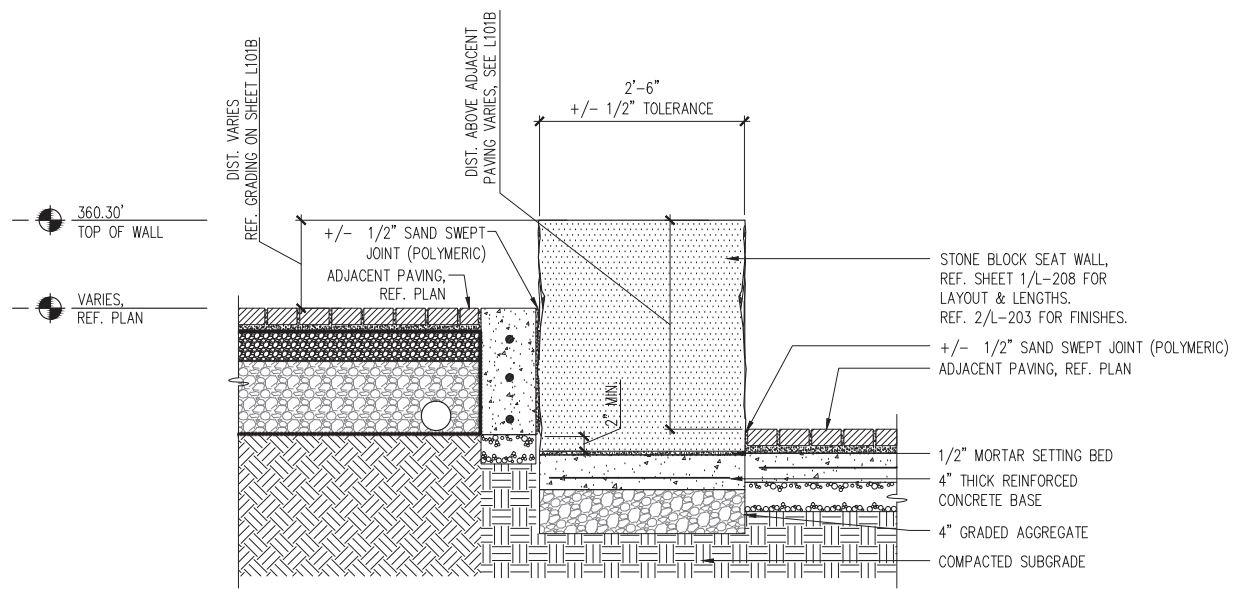 DIST. VARIES
REF. GRADING ON SHEET L101B
DIST. ABOVE ADJACENT
PAVING VARIES, SEE L101B
2'-6"
+/- 1/2" TOLERANCE
360.30'
TOP OF WALL
+/- 1/2" SAND SWEPT
JOINT (POLYMERIC)
ADJACENT PAVING,
REF. PLAN
VARIES,
REF. PLAN
STONE BLOCK SEAT WALL,
REF. SHEET 1/L-208 FOR
LAYOUT & LENGTHS.
REF. 2/L-203 FOR FINISHES.
+/- 1/2" SAND SWEPT JOINT (POLYMERIC)
ADJACENT PAVING, REF. PLAN
2" MIN.
1/2" MORTAR SETTING BED
4" THICK REINFORCED
CONCRETE BASE
4" GRADED AGGREGATE
COMPACTED SUBGRADE